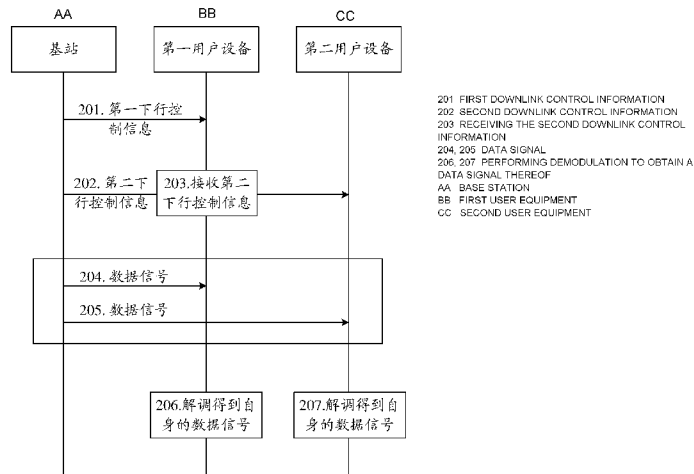 AA
BB
CC
基站
第一用户设备
第二用户设备
201. 第一下行控
制信息
202. 第二下
行控制信息
203.接收第二
下行控制信息
204. 数据信号
205. 数据信号
206.解调得到自
身的数据信号
207.解调得到自
身的数据信号
201 FIRST DOWNLINK CONTROL INFORMATION
202 SECOND DOWNLINK CONTROL INFORMATION
203 RECEIVING THE SECOND DOWNLINK CONTROL
INFORMATION
204, 205 DATA SIGNAL
206, 207 PERFORMING DEMODULATION TO OBTAIN A
DATA SIGNAL THEREOF
AA BASE STATION
BB FIRST USER EQUIPMENT
CC SECOND USER EQUIPMENT